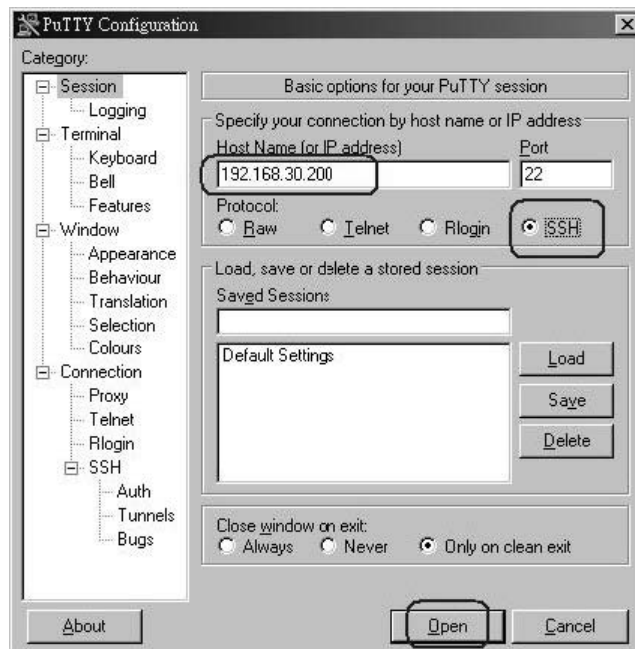 PuTTY Configuration
Category:
Session
Logging
Terminal
Keyboard
Bell
Features
Window
Appearance
Behaviour
Translation
Selection
Colours
Connection
Proxy
Telnet
Rlogin
SSH
Auth
Tunnels
Bugs
Basic options for your PuTTY session
Specify your connection by host name or IP address
Host Name (or IP address) Port
192.168.30.200 22
Protocol:
Raw Telnet Rlogin SSH
Load, save or delete a stored session
Saved Sessions
Default Settings
Load
Save
Delete
Close window on exit:
Always Never Only on clean exit
About Open Cancel